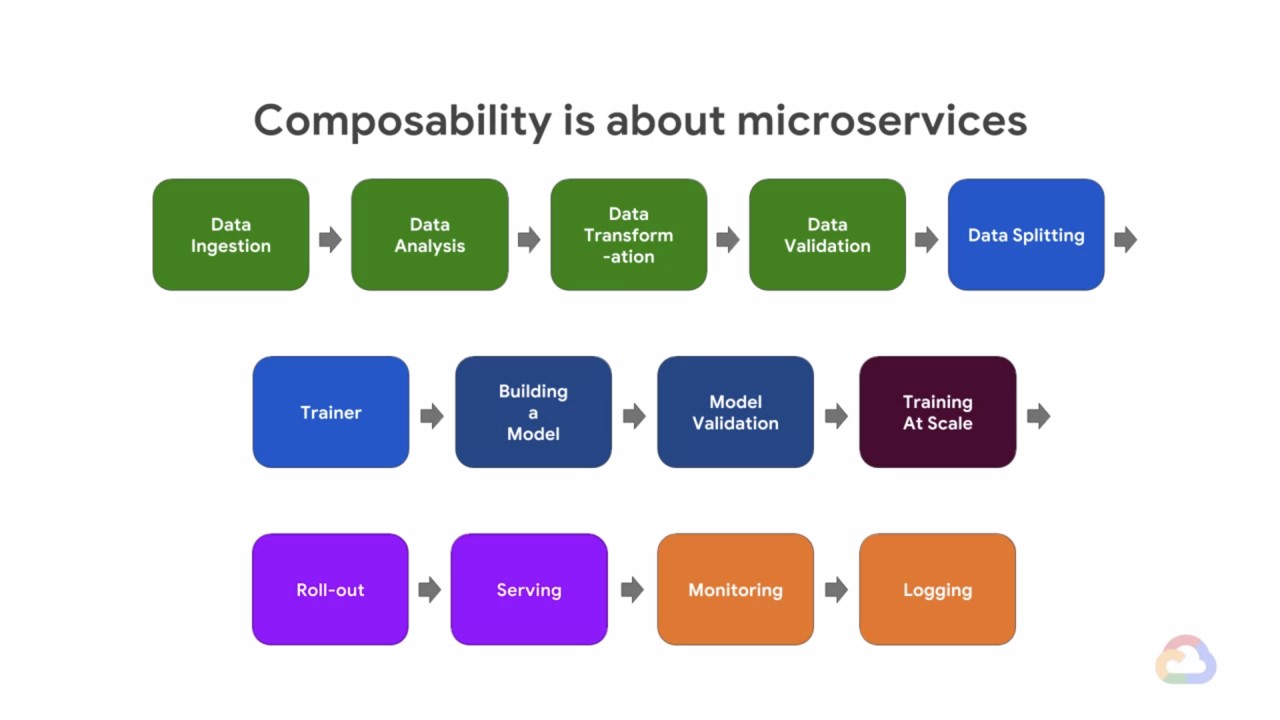 Composability is about microservices
Data
Ingestion
Data
Analysis
Data
Transform
-ation
Data
Validation
Data Splitting
Trainer
Building
a
Model
Model
Validation
Training
At Scale
Roll-out
Serving
Monitoring
Logging